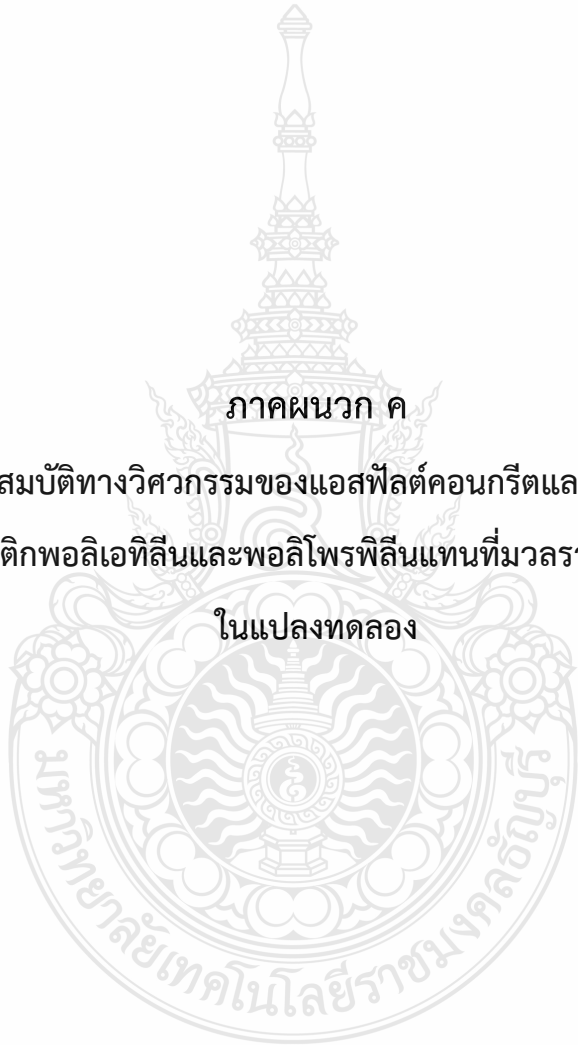 ภาคผนวก ค
สมบัติทางวิศวกรรมของแอสฟัลต์คอนกรีตแล
ติกพอลิเอทิลีนและพอลิโพรพิลีนแทนที่มวลร
ในแปลงทดลอง
มหาวิทยาลัยเทคโนโลยีราชมงคลธัญบุรี